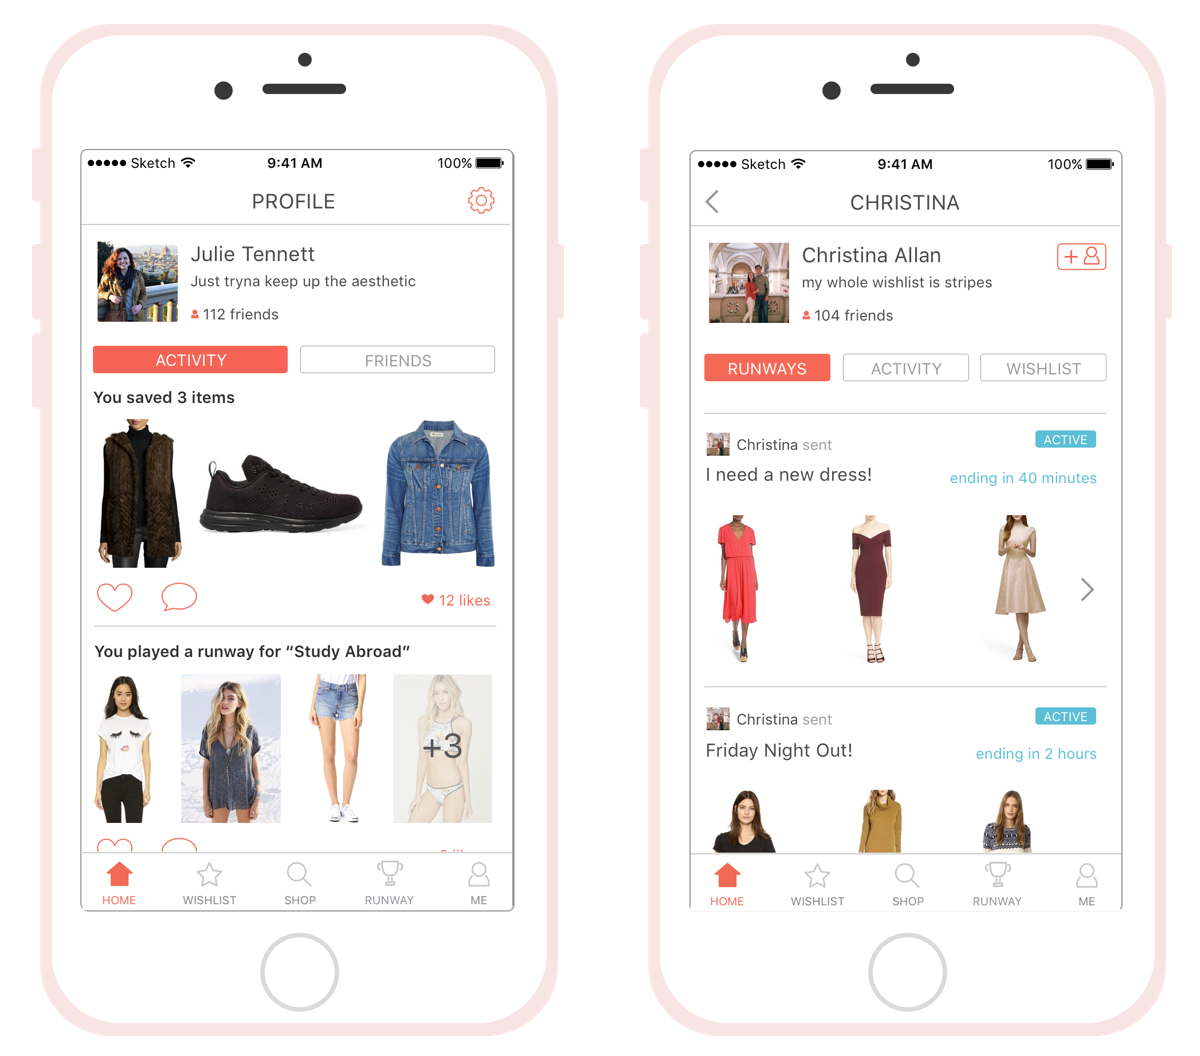 Sketch 9:41 AM 100%
PROFILE
Julie Tennett
Just tryna keep up the aesthetic
112 friends
ACTIVITY FRIENDS
You saved 3 items
12 likes
You played a runway for “Study Abroad”
+3
HOME WISHLIST SHOP RUNWAY ME
Sketch 9:41 AM 100%
CHRISTINA
Christina Allan
my whole wishlist is stripes
104 friends
RUNWAYS ACTIVITY WISHLIST
Christina sent ACTIVE
I need a new dress! ending in 40 minutes
Christina sent ACTIVE
Friday Night Out! ending in 2 hours
HOME WISHLIST SHOP RUNWAY ME